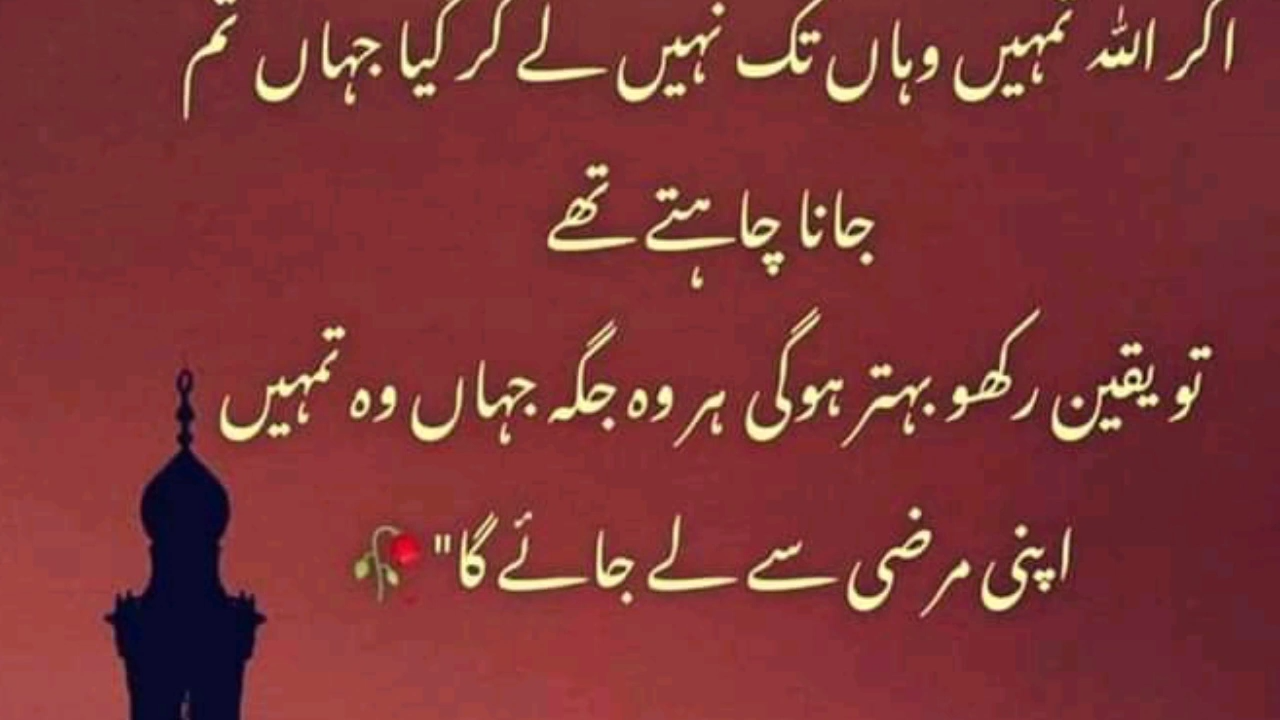 اگر اللہ تمہیں وہاں تک نہیں لے کر گیا جہاں تم
جانا چاہتے تھے
تو یقین رکھو بہتر ہوگی ہر وہ جگہ جہاں وہ تمہیں
اپنی مرضی سے لے جائے گا"🥀